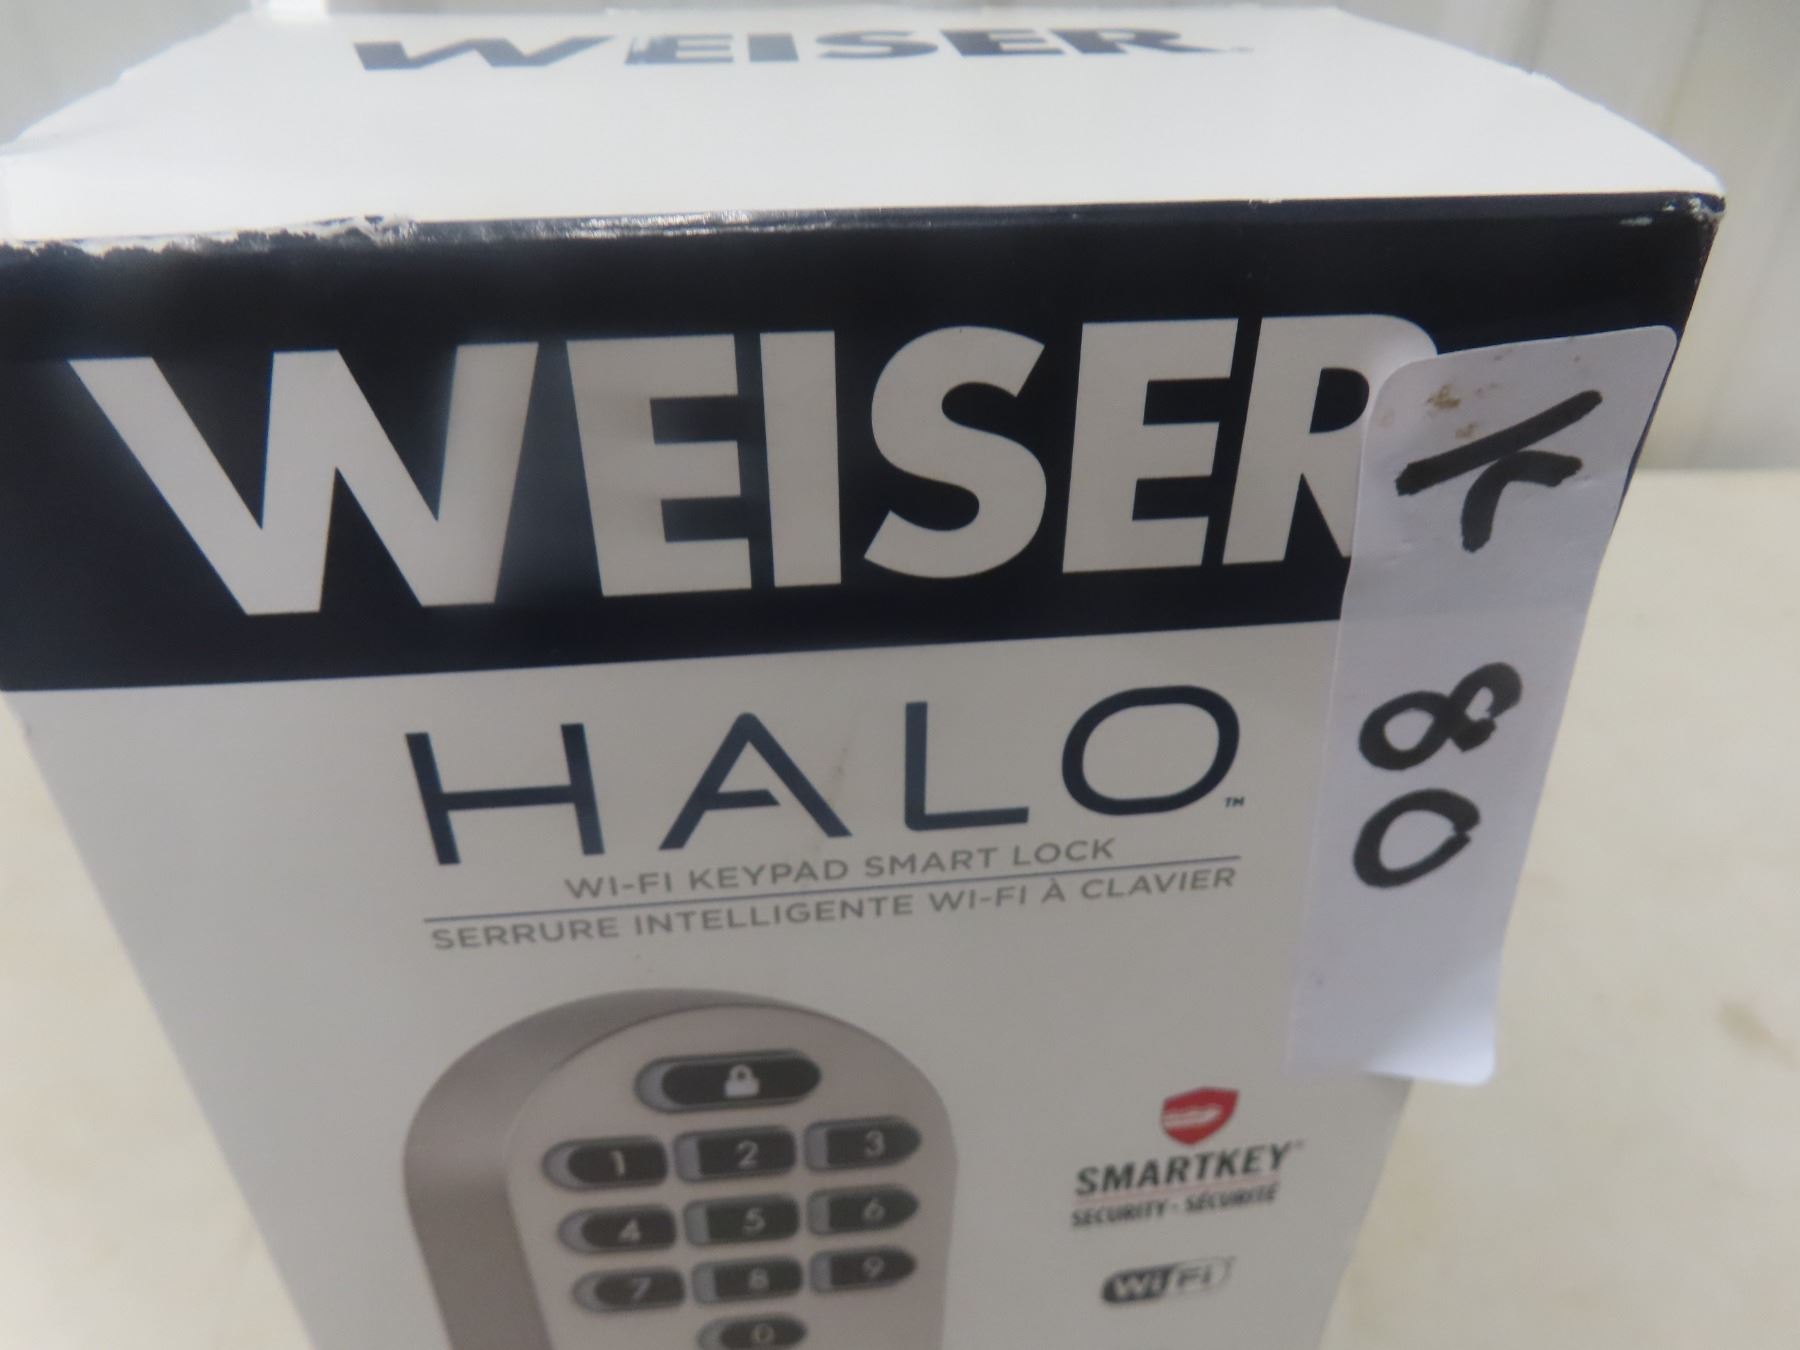 WEISER
WEISER
K 80
HALO™
WI-FI KEYPAD SMART LOCK
SERRURE INTELLIGENTE WI-FI À CLAVIER
1 2 3
4 5 6
7 8 9
0
SMARTKEY®
SECURITY · SÉCURITÉ
WiFi